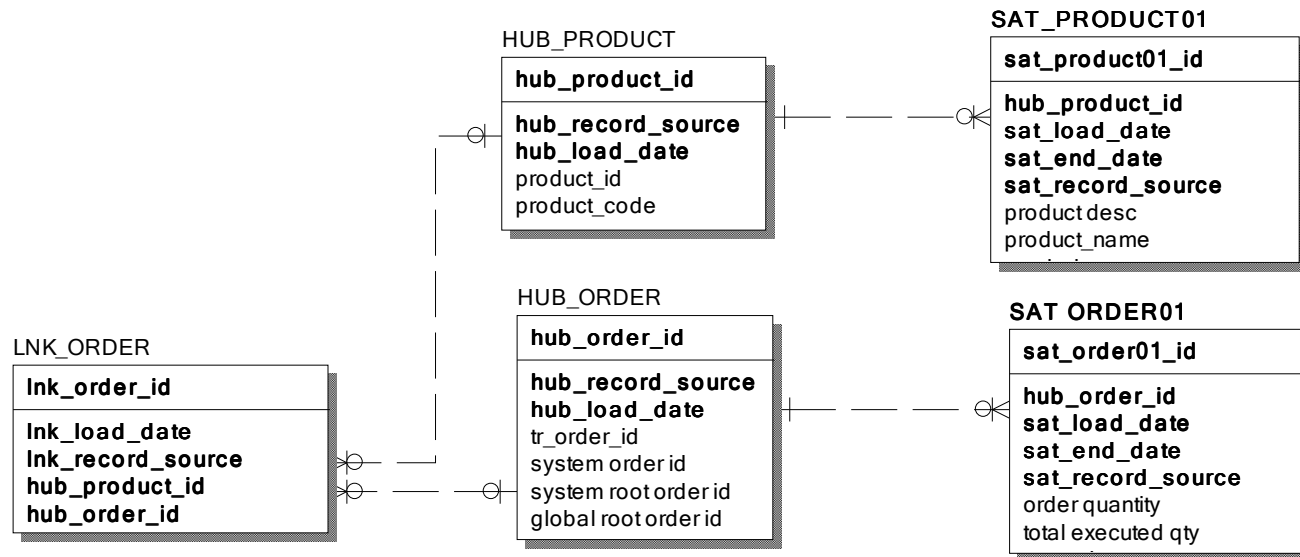 SAT_PRODUCT01
sat_product01_id
hub_product_id
sat_load_date
sat_end_date
sat_record_source
product desc
product_name
HUB_PRODUCT
hub_product_id
hub_record_source
hub_load_date
product_id
product_code
HUB_ORDER
hub_order_id
hub_record_source
hub_load_date
tr_order_id
system order id
system root order id
global root order id
SAT ORDER01
sat_order01_id
hub_order_id
sat_load_date
sat_end_date
sat_record_source
order quantity
total executed qty
LNK_ORDER
lnk_order_id
lnk_load_date
lnk_record_source
hub_product_id
hub_order_id